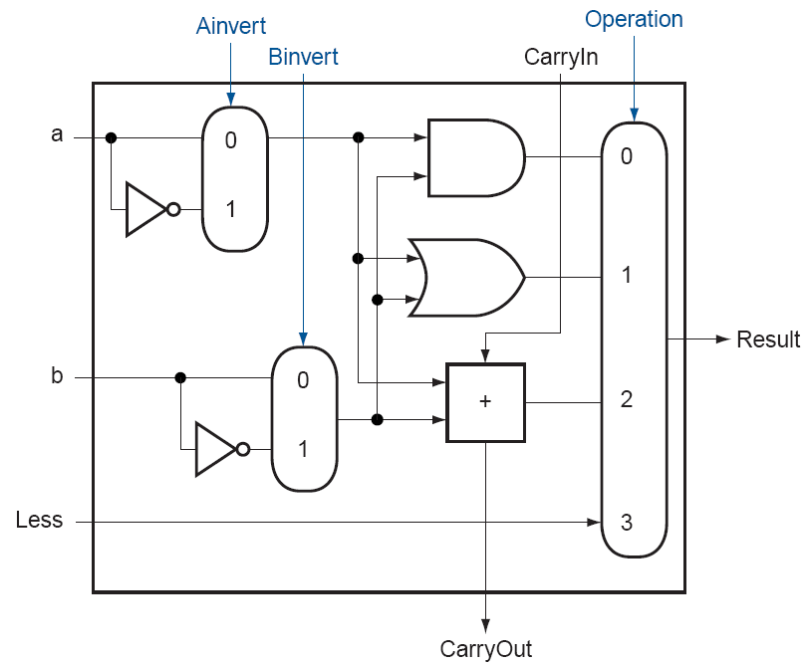 Operation
Ainvert
Binvert
CarryIn
a
0
1
0
1
b
0
1
+
2
Less
3
Result
CarryOut